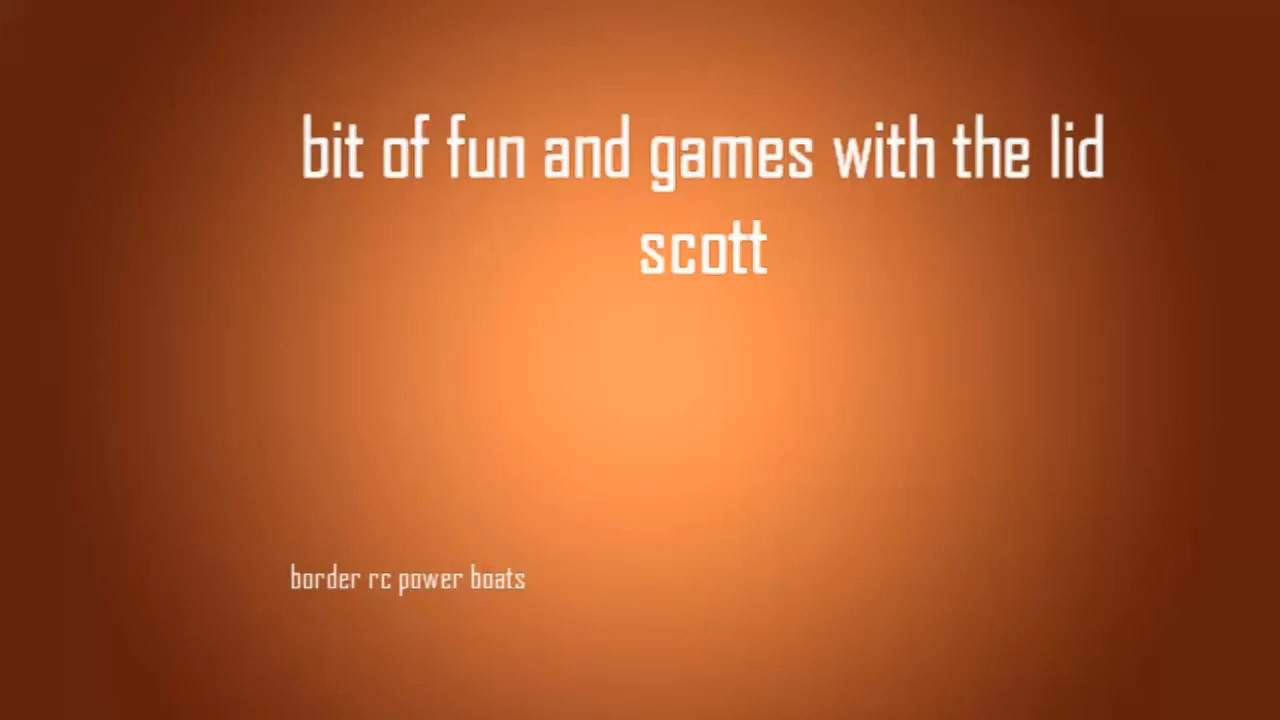 bit of fun and games with the lid
scott
border rc power boats